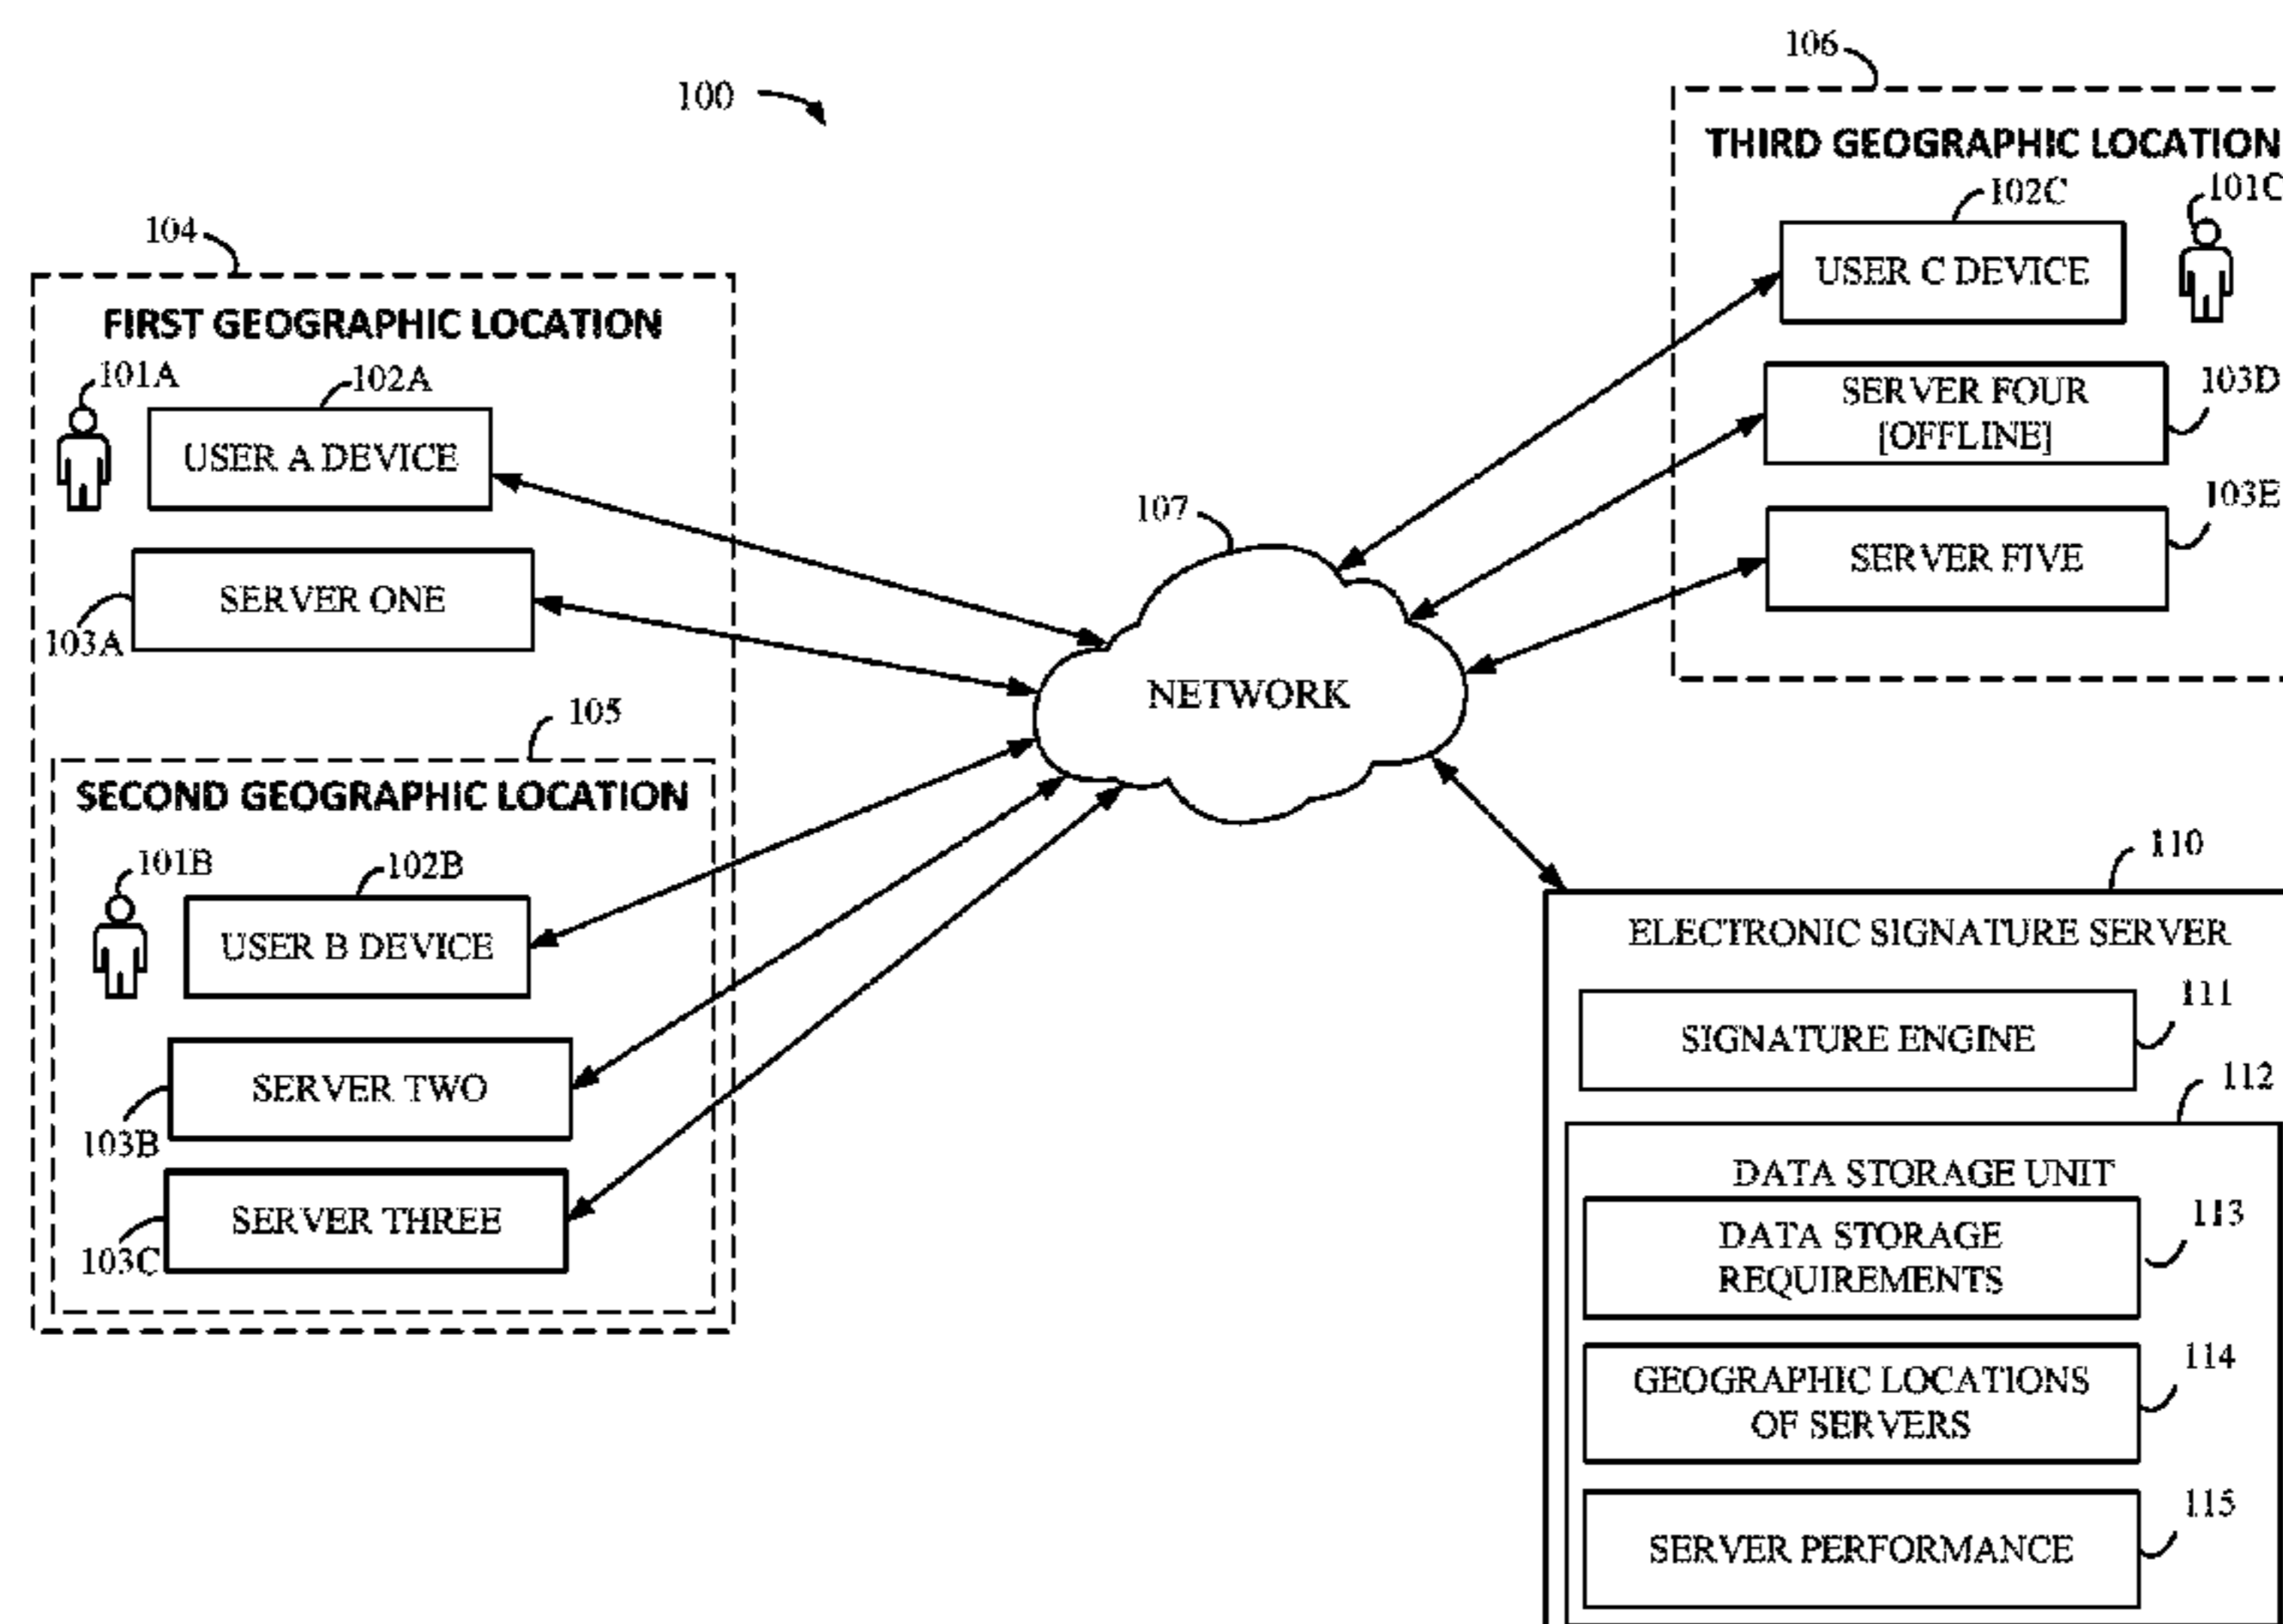 100
106
THIRD GEOGRAPHIC LOCATION
102C
101C
USER C DEVICE
SERVER FOUR
[OFFLINE]
103D
SERVER FIVE
103E
104
FIRST GEOGRAPHIC LOCATION
101A
102A
USER A DEVICE
SERVER ONE
103A
107
NETWORK
105
SECOND GEOGRAPHIC LOCATION
101B
102B
USER B DEVICE
SERVER TWO
103B
SERVER THREE
103C
110
ELECTRONIC SIGNATURE SERVER
111
SIGNATURE ENGINE
112
DATA STORAGE UNIT
113
DATA STORAGE
REQUIREMENTS
114
GEOGRAPHIC LOCATIONS
OF SERVERS
115
SERVER PERFORMANCE